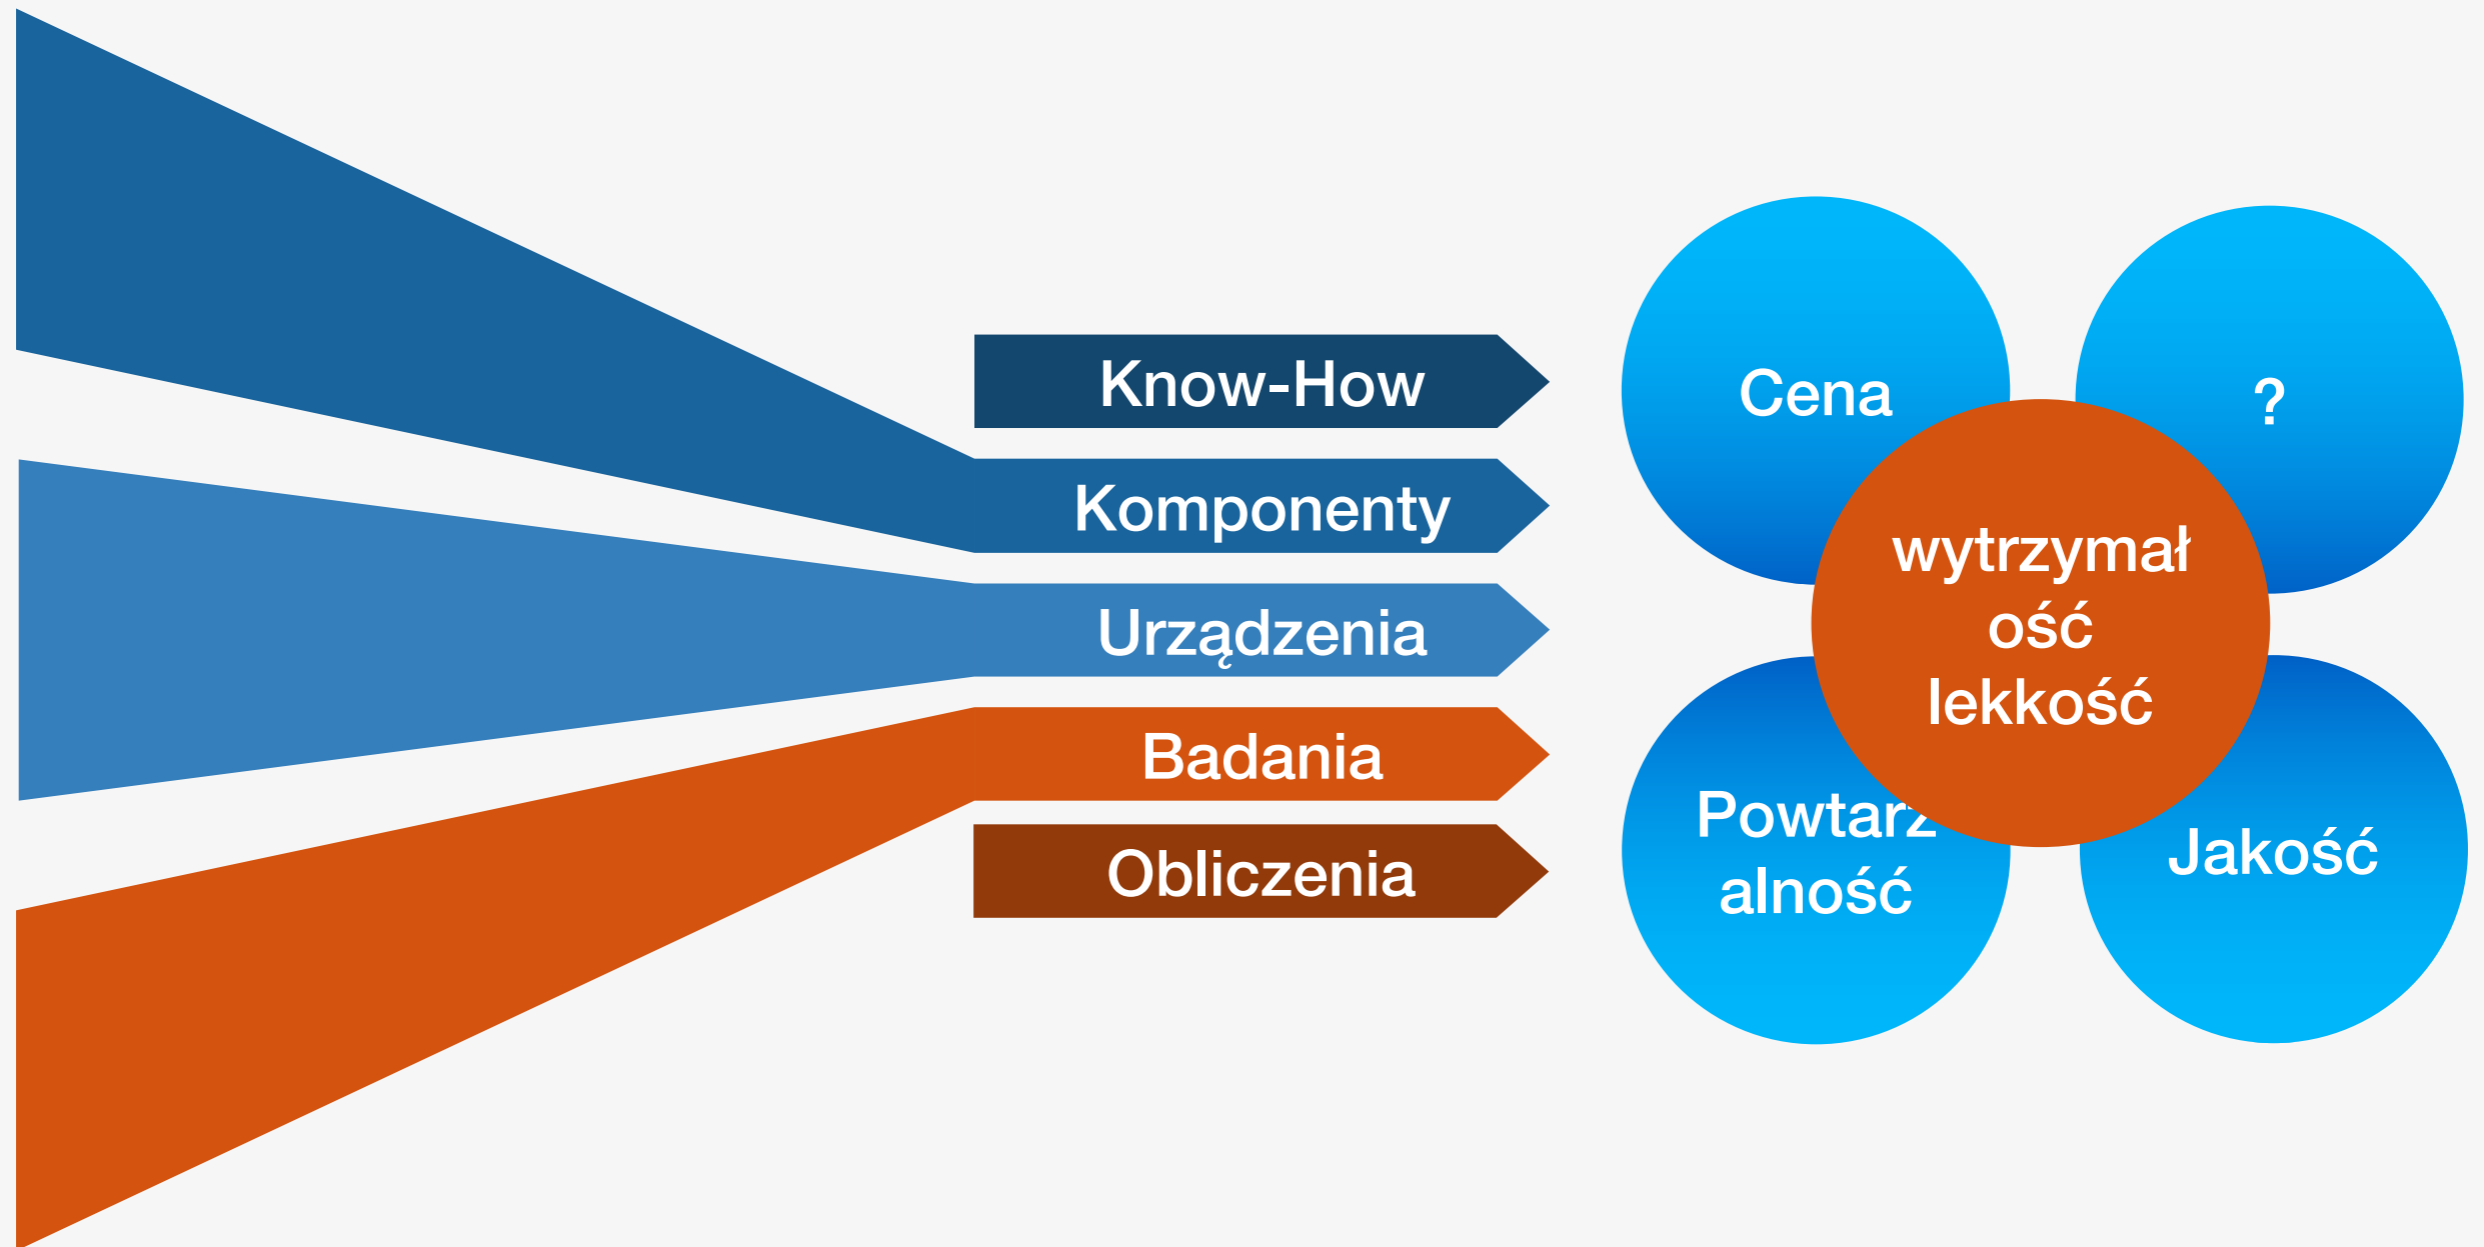 Know-How
Komponenty
Urządzenia
Badania
Obliczenia
Cena
?
wytrzymał
ość
lekkość
Powtarz
alność
Jakość